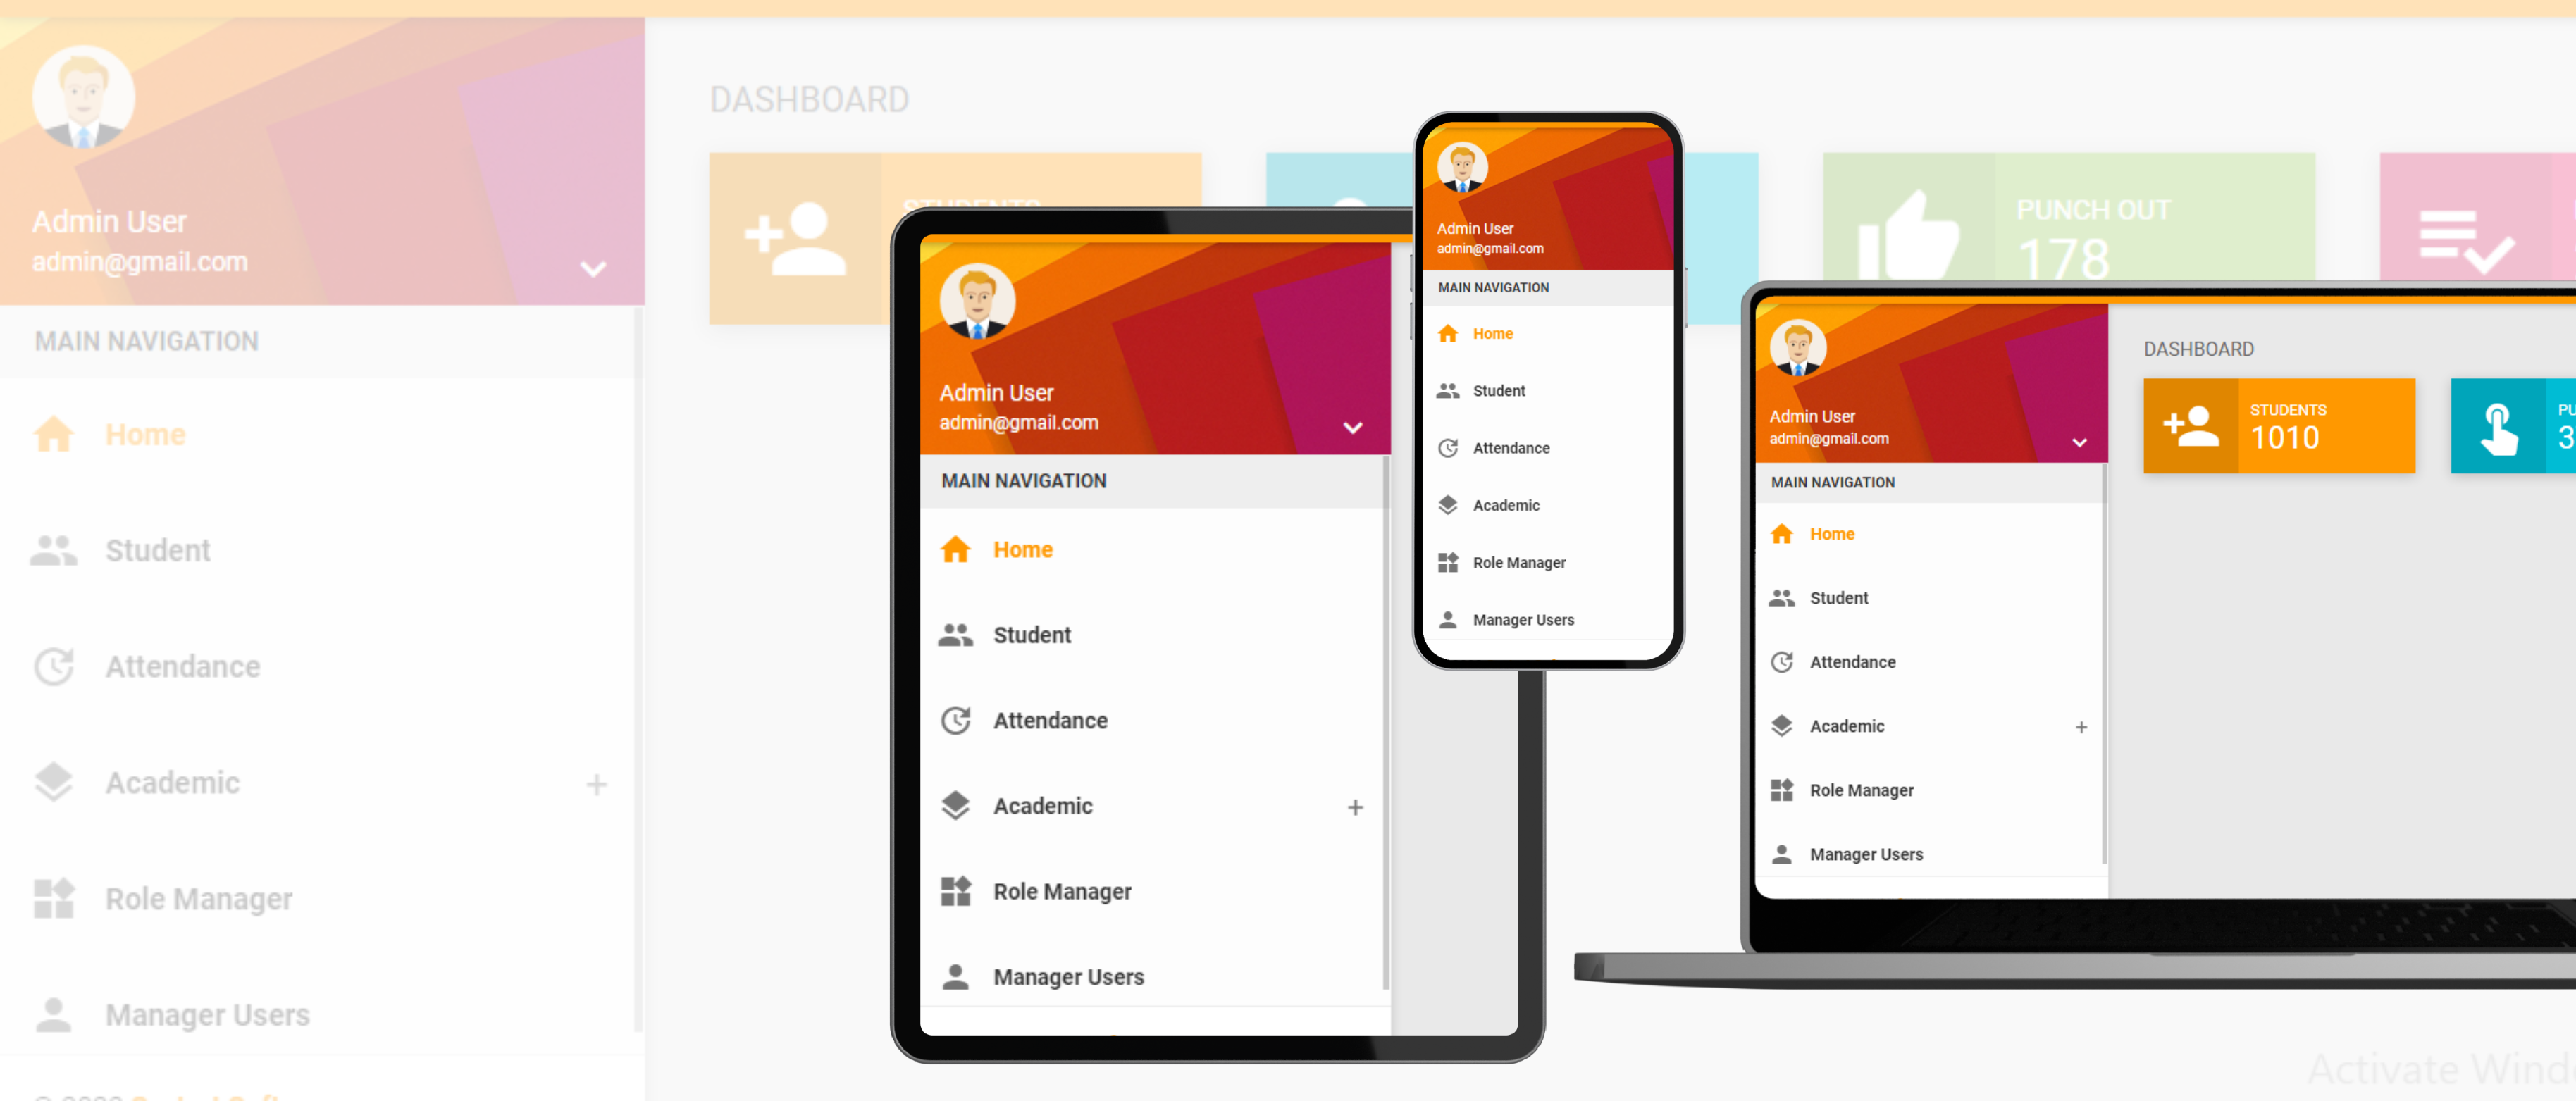 Admin User
admin@gmail.com
MAIN NAVIGATION
Home
Student
Attendance
Academic
+
Role Manager
Manager Users
DASHBOARD
STUDENTS
PUNCH OUT
178
Admin User
admin@gmail.com
MAIN NAVIGATION
Home
Student
Attendance
Academic
+
Role Manager
Manager Users
Admin User
admin@gmail.com
MAIN NAVIGATION
Home
Student
Attendance
Academic
Role Manager
Manager Users
Admin User
admin@gmail.com
MAIN NAVIGATION
Home
Student
Attendance
Academic
+
Role Manager
Manager Users
DASHBOARD
STUDENTS
1010
PU
3
Activate Wind